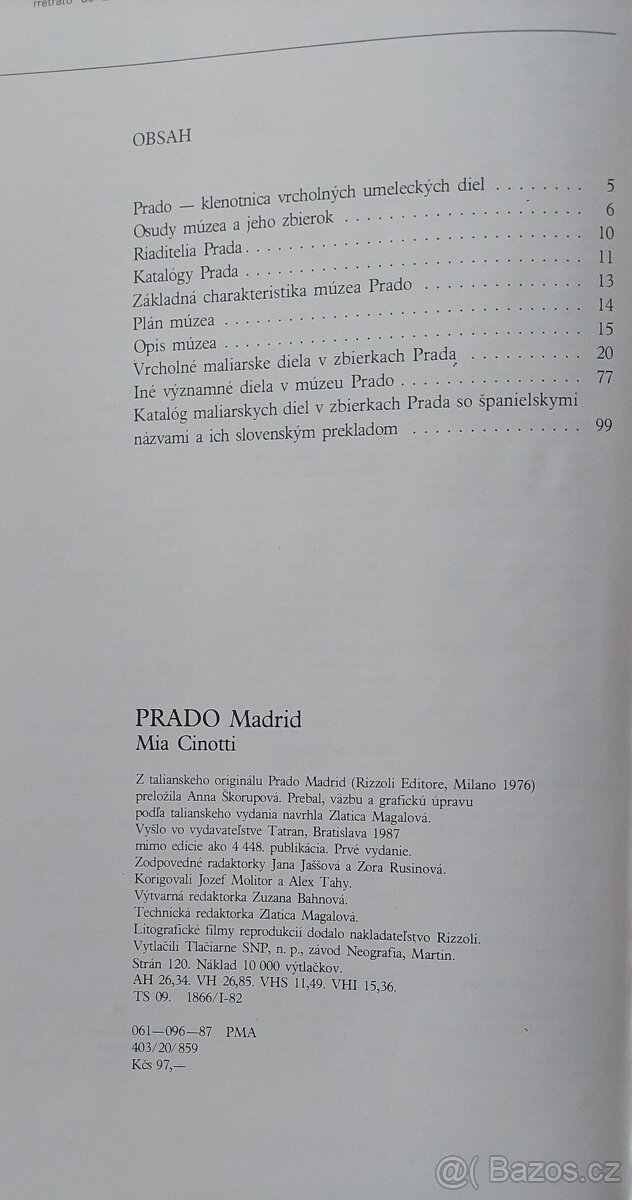 rretrato de
OBSAH
Prado — klenotnica vrcholných umeleckých diel . . . . . . . . 5
Osudy múzea a jeho zbierok . . . . . . . . . . . . . . . . . 6
Riaditelia Prada . . . . . . . . . . . . . . . . . . . . . . . . 10
Katalógy Prada . . . . . . . . . . . . . . . . . . . . . . . . 11
Základná charakteristika múzea Prado . . . . . . . . . . . . 13
Plán múzea . . . . . . . . . . . . . . . . . . . . . . . . . . 14
Opis múzea . . . . . . . . . . . . . . . . . . . . . . . . . . 15
Vrcholné maliarske diela v zbierkach Prada . . . . . . . . . . 20
Iné významné diela v múzeu Prado . . . . . . . . . . . . . . 77
Katalóg maliarskych diel v zbierkach Prada so španielskymi
názvami a ich slovenským prekladom . . . . . . . . . . . . . 99
PRADO Madrid
Mia Cinotti
Z talianskeho originálu Prado Madrid (Rizzoli Editore, Milano 1976)
preložila Anna Škorupová. Prebal, väzbu a grafickú úpravu
podľa talianskeho vydania navrhla Zlatica Magalová.
Vyšlo vo vydavateľstve Tatran, Bratislava 1987
mimo edície ako 4 448. publikácia. Prvé vydanie.
Zodpovedné radaktorky Jana Jaššová a Zora Rusinová.
Korigovali Jozef Molitor a Alex Tahy.
Výtvarná redaktorka Zuzana Bahnová.
Technická redaktorka Zlatica Magalová.
Litografické filmy reprodukcií dodalo nakladateľstvo Rizzoli.
Vytlačili Tlačiarne SNP, n. p., závod Neografia, Martin.
Strán 120. Náklad 10 000 výtlačkov.
AH 26,34. VH 26,85. VHS 11,49. VHI 15,36.
TS 09. 1866/I-82
061—096—87 PMA
403/20/859
Kčs 97,—
@( Bazos.cz